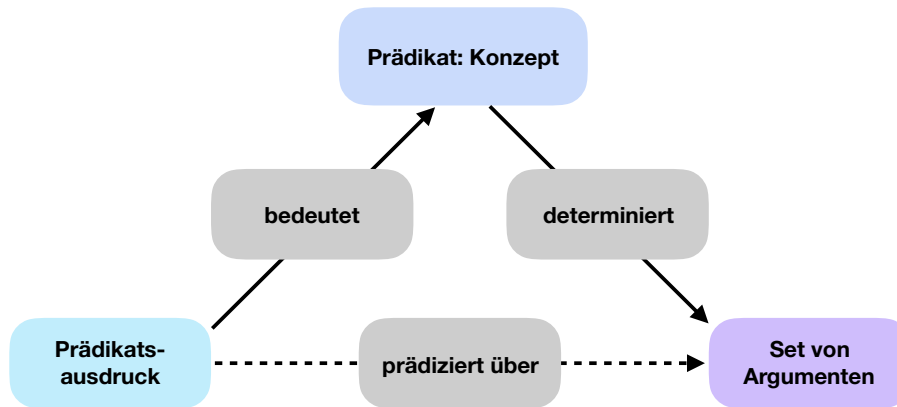 Prädikat: Konzept
bedeutet
determiniert
Prädikats-
ausdruck
prädiziert über
Set von
Argumenten